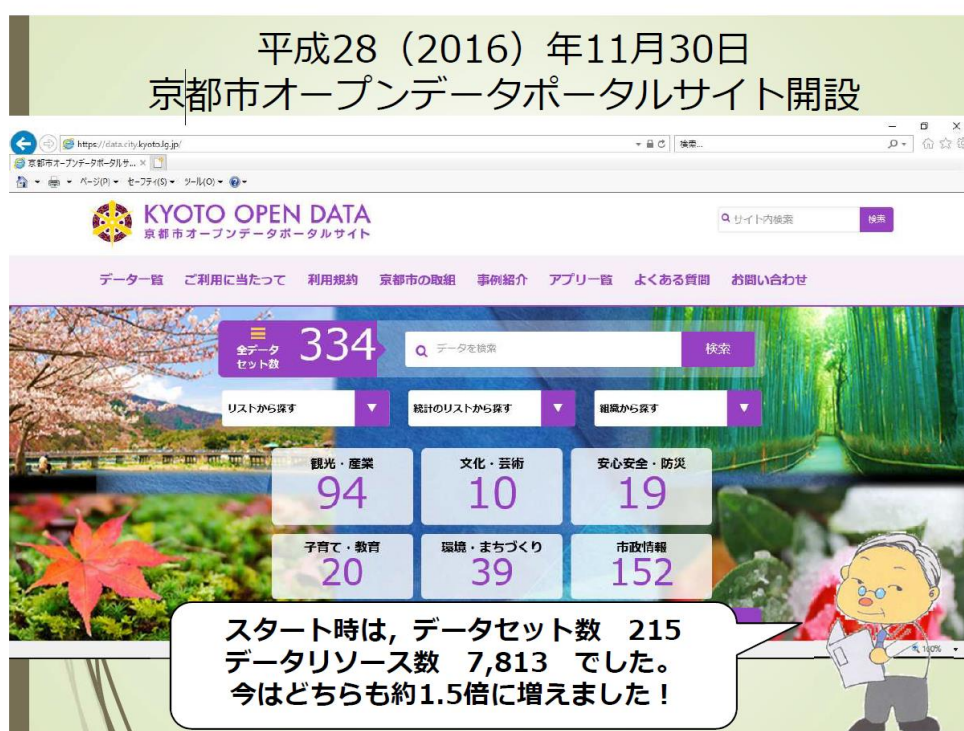 平成28（2016）年11月30日
京都市オープンデータポータルサイト開設
https://data.city.kyoto.lg.jp/
検索...
京都市オープンデータポータルサ...
ページ(P) セーフティ(S) ツール(O)
KYOTO OPEN DATA
京都市オープンデータポータルサイト
サイト内検索
検索
データ一覧 ご利用に当たって 利用規約 京都市の取組 事例紹介 アプリ一覧 よくある質問 お問い合わせ
全データ
セット数
334
データを検索
検索
リストから探す
統計のリストから探す
組織から探す
観光・産業
94
文化・芸術
10
安心安全・防災
19
子育て・教育
20
環境・まちづくり
39
市政情報
152
スタート時は, データセット数 215
データリソース数 7,813 でした。
今はどちらも約1.5倍に増えました！
100%